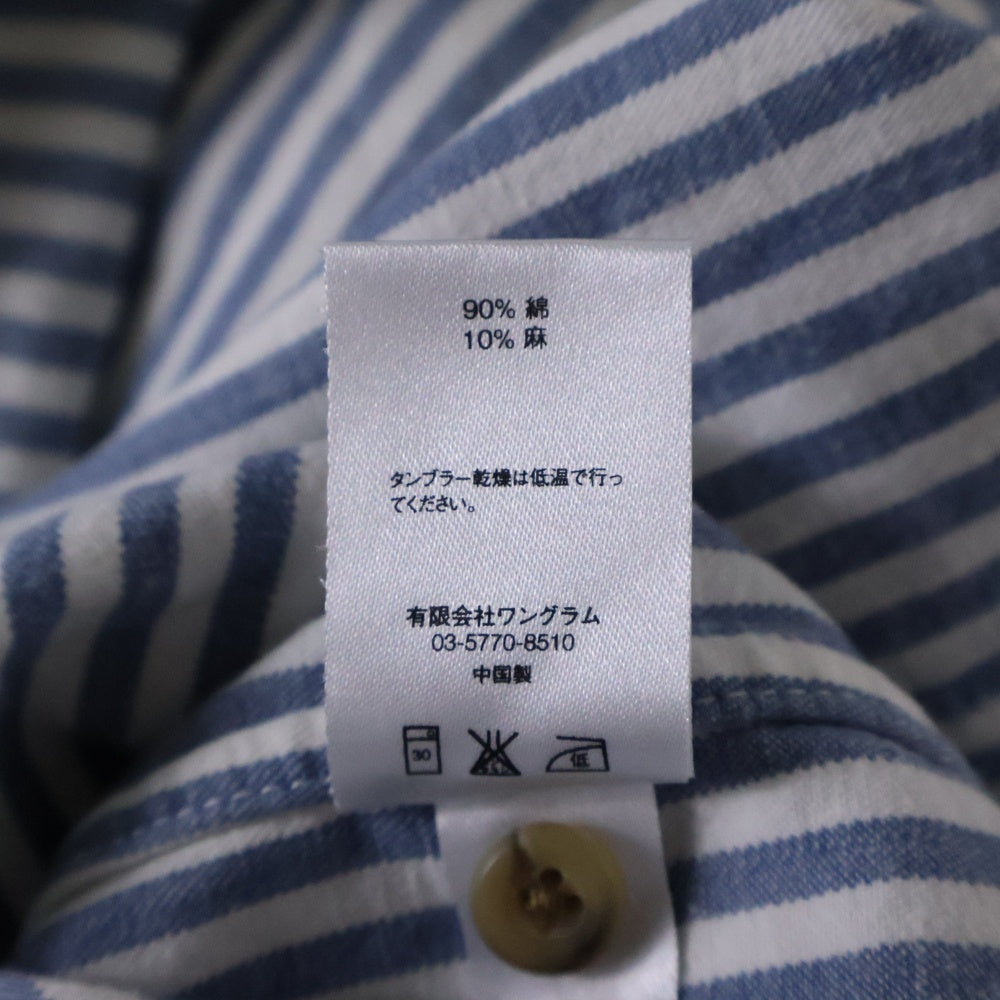 90% 綿
10% 麻
タンブラー乾燥は低温で行っ
てください。
有限会社ワングラム
03-5770-8510
中国製
30
低